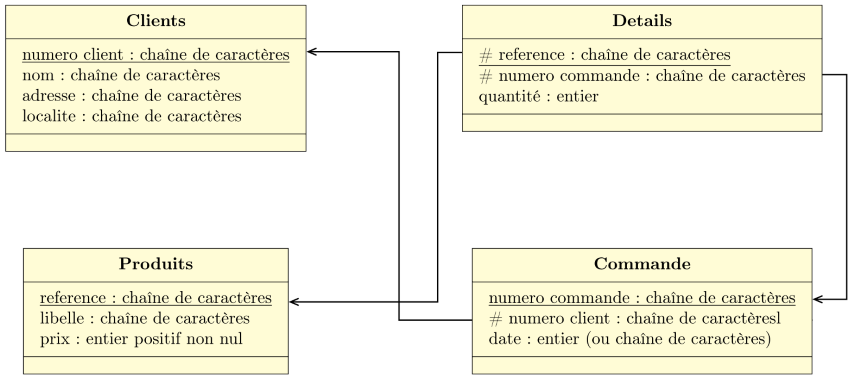 Clients
numero client : chaîne de caractères
nom : chaîne de caractères
adresse : chaîne de caractères
localite : chaîne de caractères
Details
# reference : chaîne de caractères
# numero commande : chaîne de caractères
quantité : entier
Produits
reference : chaîne de caractères
libelle : chaîne de caractères
prix : entier positif non nul
Commande
numero commande : chaîne de caractères
# numero client : chaîne de caractèresl
date : entier (ou chaîne de caractères)